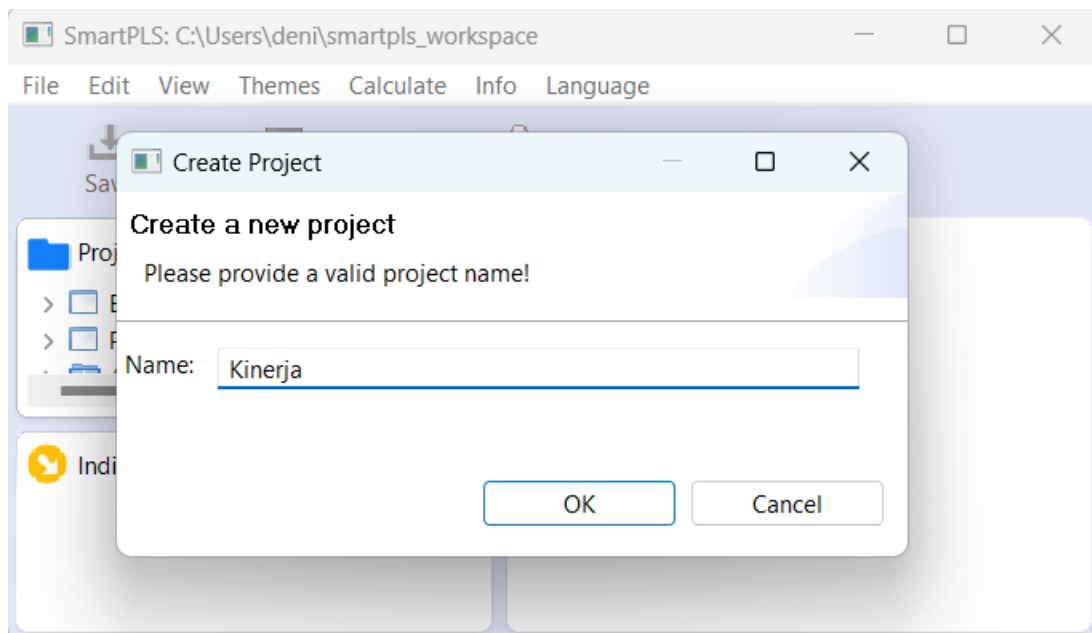 SmartPLS: C:\Users\deni\smartpls_workspace
File Edit View Themes Calculate Info Language
Create Project
Create a new project
Please provide a valid project name!
Name: Kinerja
Indi
OK Cancel